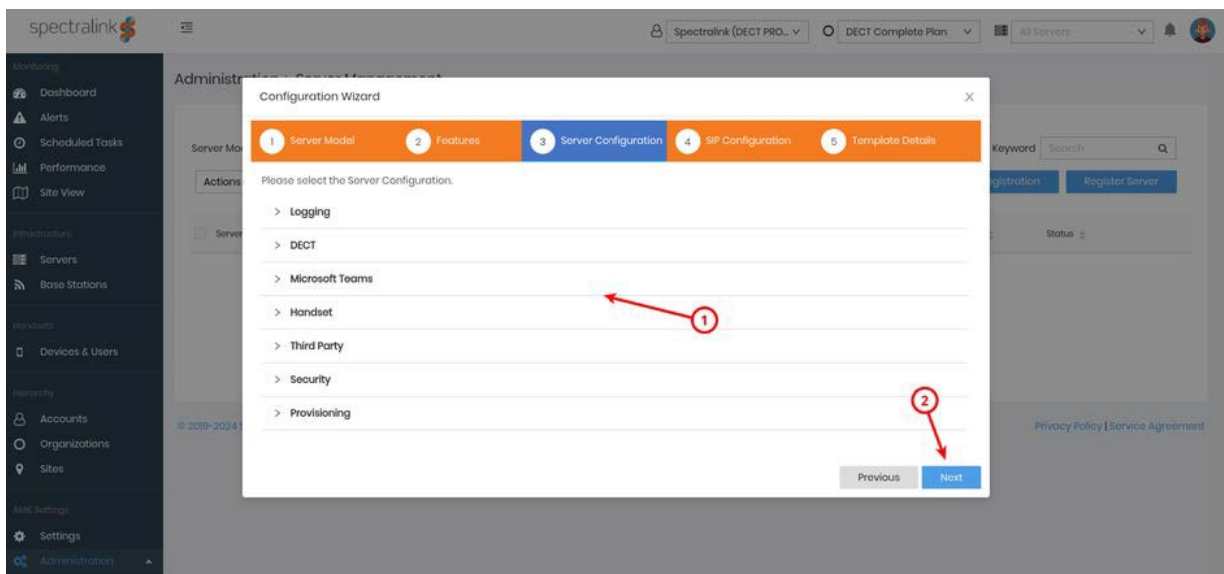 spectralink
Spectralink (DECT PRO...
DECT Complete Plan
All Servers
Monitoring
Dashboard
Alerts
Scheduled Tasks
Performance
Site View
Infrastructure
Servers
Base Stations
Handsets
Devices & Users
Hierarchy
Accounts
Organizations
Sites
AME Settings
Settings
Administration
Administration > Server Management
Server Mo
Keyword
Search
Actions
gistration
Register Server
Server
Status
Configuration Wizard
1 Server Model
2 Features
3 Server Configuration
4 SIP Configuration
5 Template Details
Please select the Server Configuration.
> Logging
> DECT
> Microsoft Teams
> Handset
> Third Party
> Security
> Provisioning
1
2
Previous
Next
© 2019-2024 S
Privacy Policy | Service Agreement